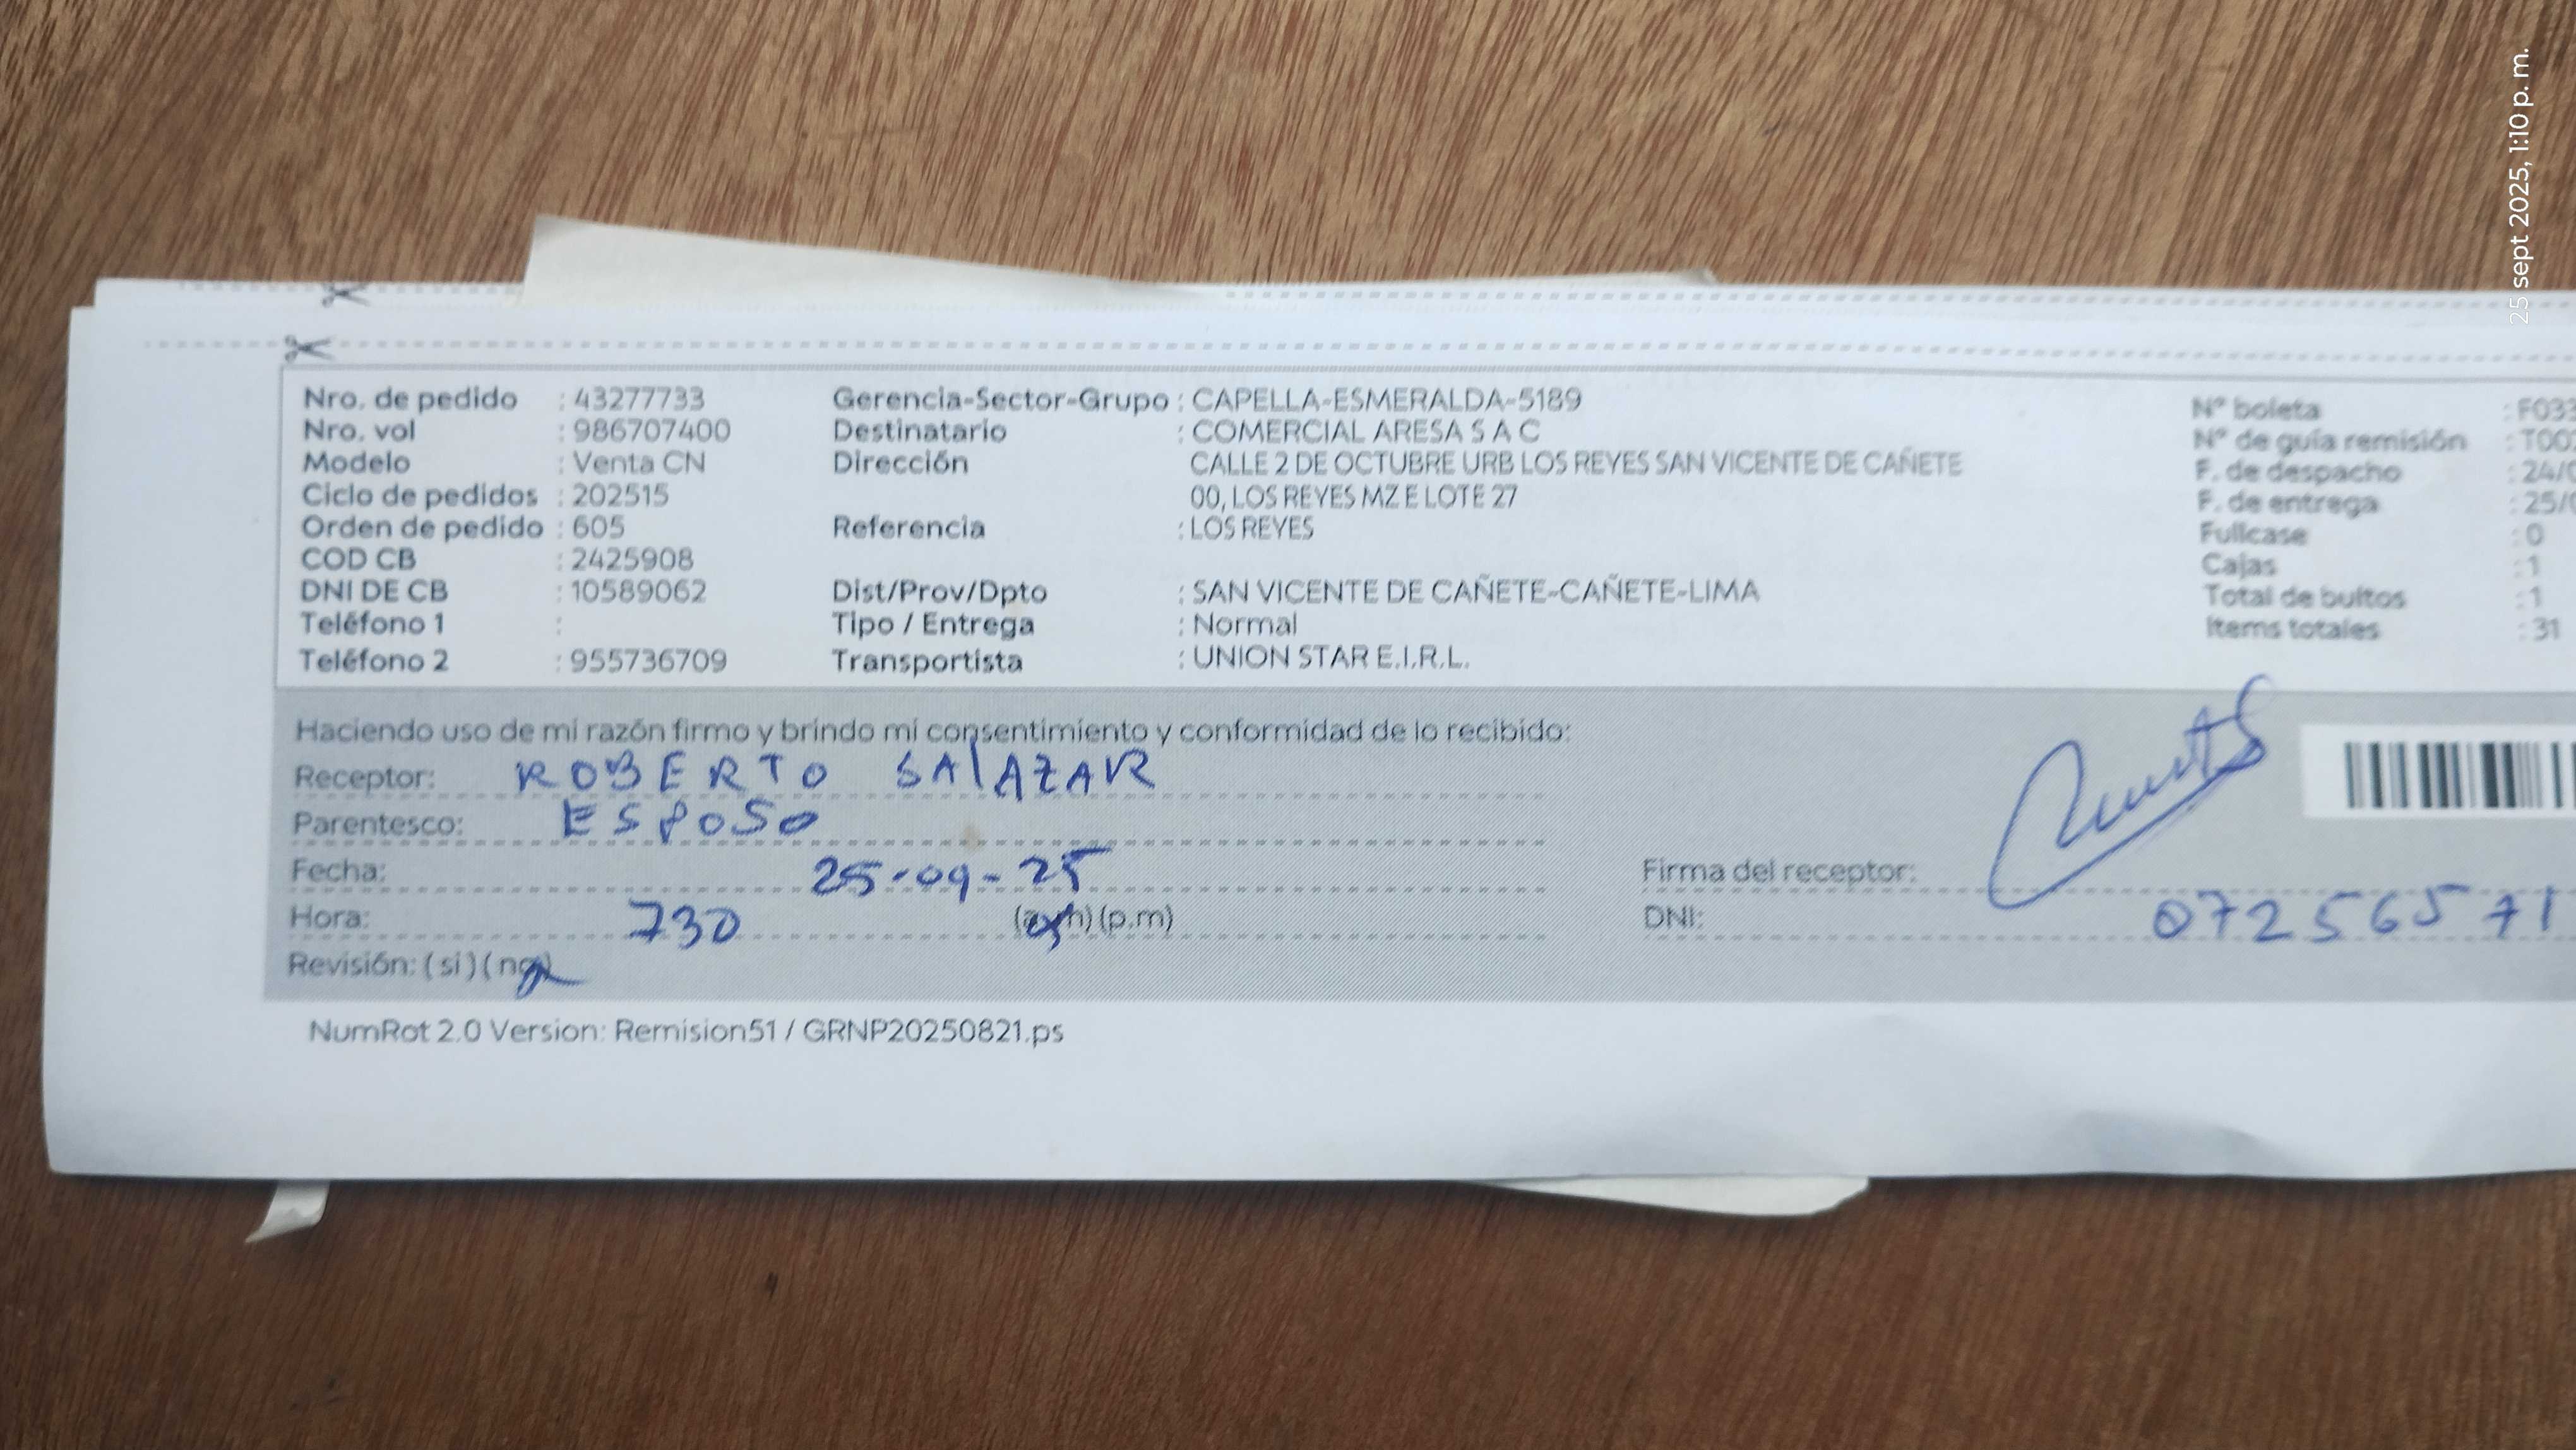 25 sept 2025, 1:10 p. m.
Nro. de pedido : 43277733 Gerencia-Sector-Grupo : CAPELLA-ESMERALDA-5189 N° boleta : F033
Nro. vol : 986707400 Destinatario : COMERCIAL ARESA S A C N° de guía remisión : T00
Modelo : Venta CN Dirección CALLE 2 DE OCTUBRE URB LOS REYES SAN VICENTE DE CAÑETE F. de despacho : 24/0
Ciclo de pedidos : 202515 00, LOS REYES MZ E LOTE 27 F. de entrega : 25/0
Orden de pedido : 605 Referencia : LOS REYES Fullcase : 0
COD CB : 2425908 Cajas : 1
DNI DE CB : 10589062 Dist/Prov/Dpto : SAN VICENTE DE CAÑETE-CAÑETE-LIMA Total de bultos : 1
Teléfono 1 : Tipo / Entrega : Normal Items totales : 31
Teléfono 2 : 955736709 Transportista : UNION STAR E.I.R.L.
Haciendo uso de mi razón firmo y brindo mi consentimiento y conformidad de lo recibido:
Receptor: ROBERTO SALAZAR
Parentesco: ESPOSO
Fecha: 25-09-25 Firma del receptor:
Hora: 730 (a.m) (p.m) DNI: 07256571
Revisión: ( si ) ( no )
NumRot 2.0 Version: Remision51 / GRNP20250821.ps